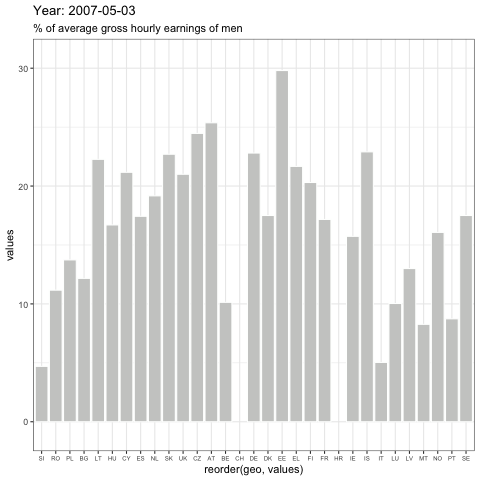 Year: 2007-05-03
% of average gross hourly earnings of men
values
30
20
10
0
SI RO PL BG LT HU CY ES NL SK UK CZ AT BE CH DE DK EE EL FI FR HR IE IS IT LU LV MT NO PT SE
reorder(geo, values)